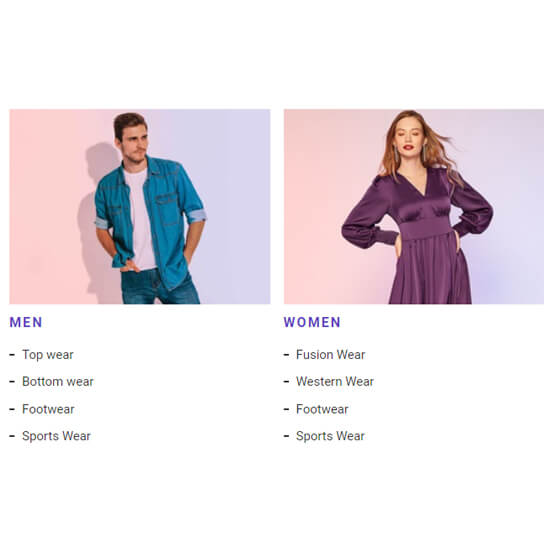 MEN
- Top wear
- Bottom wear
- Footwear
- Sports Wear
WOMEN
- Fusion Wear
- Western Wear
- Footwear
- Sports Wear